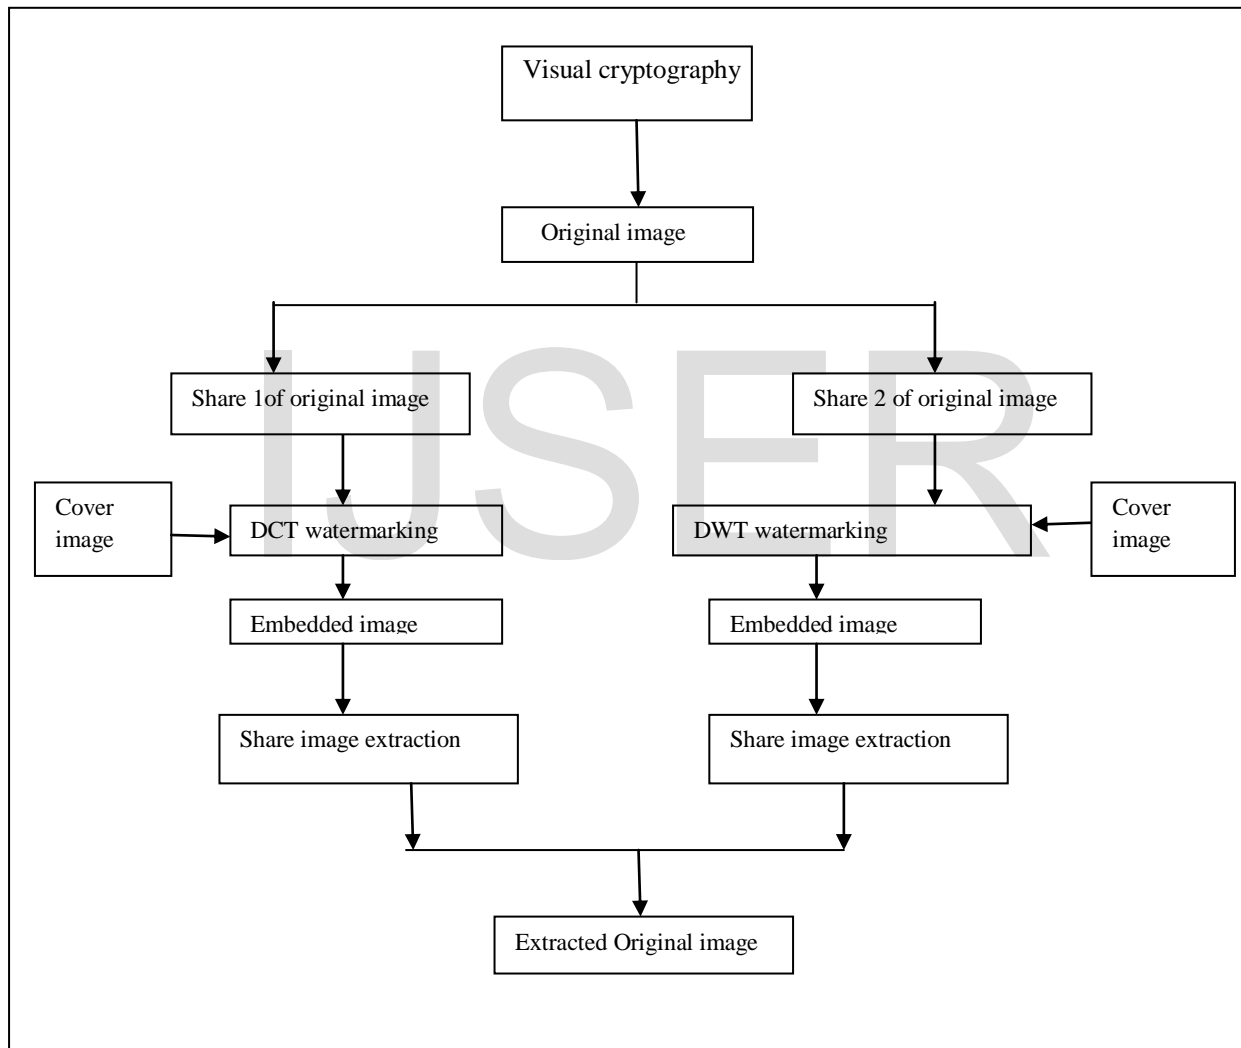 Visual cryptography
Original image
Share 1of original image
Share 2 of original image
Cover
image
DCT watermarking
DWT watermarking
Cover
image
Embedded image
Embedded image
Share image extraction
Share image extraction
Extracted Original image
IJSER